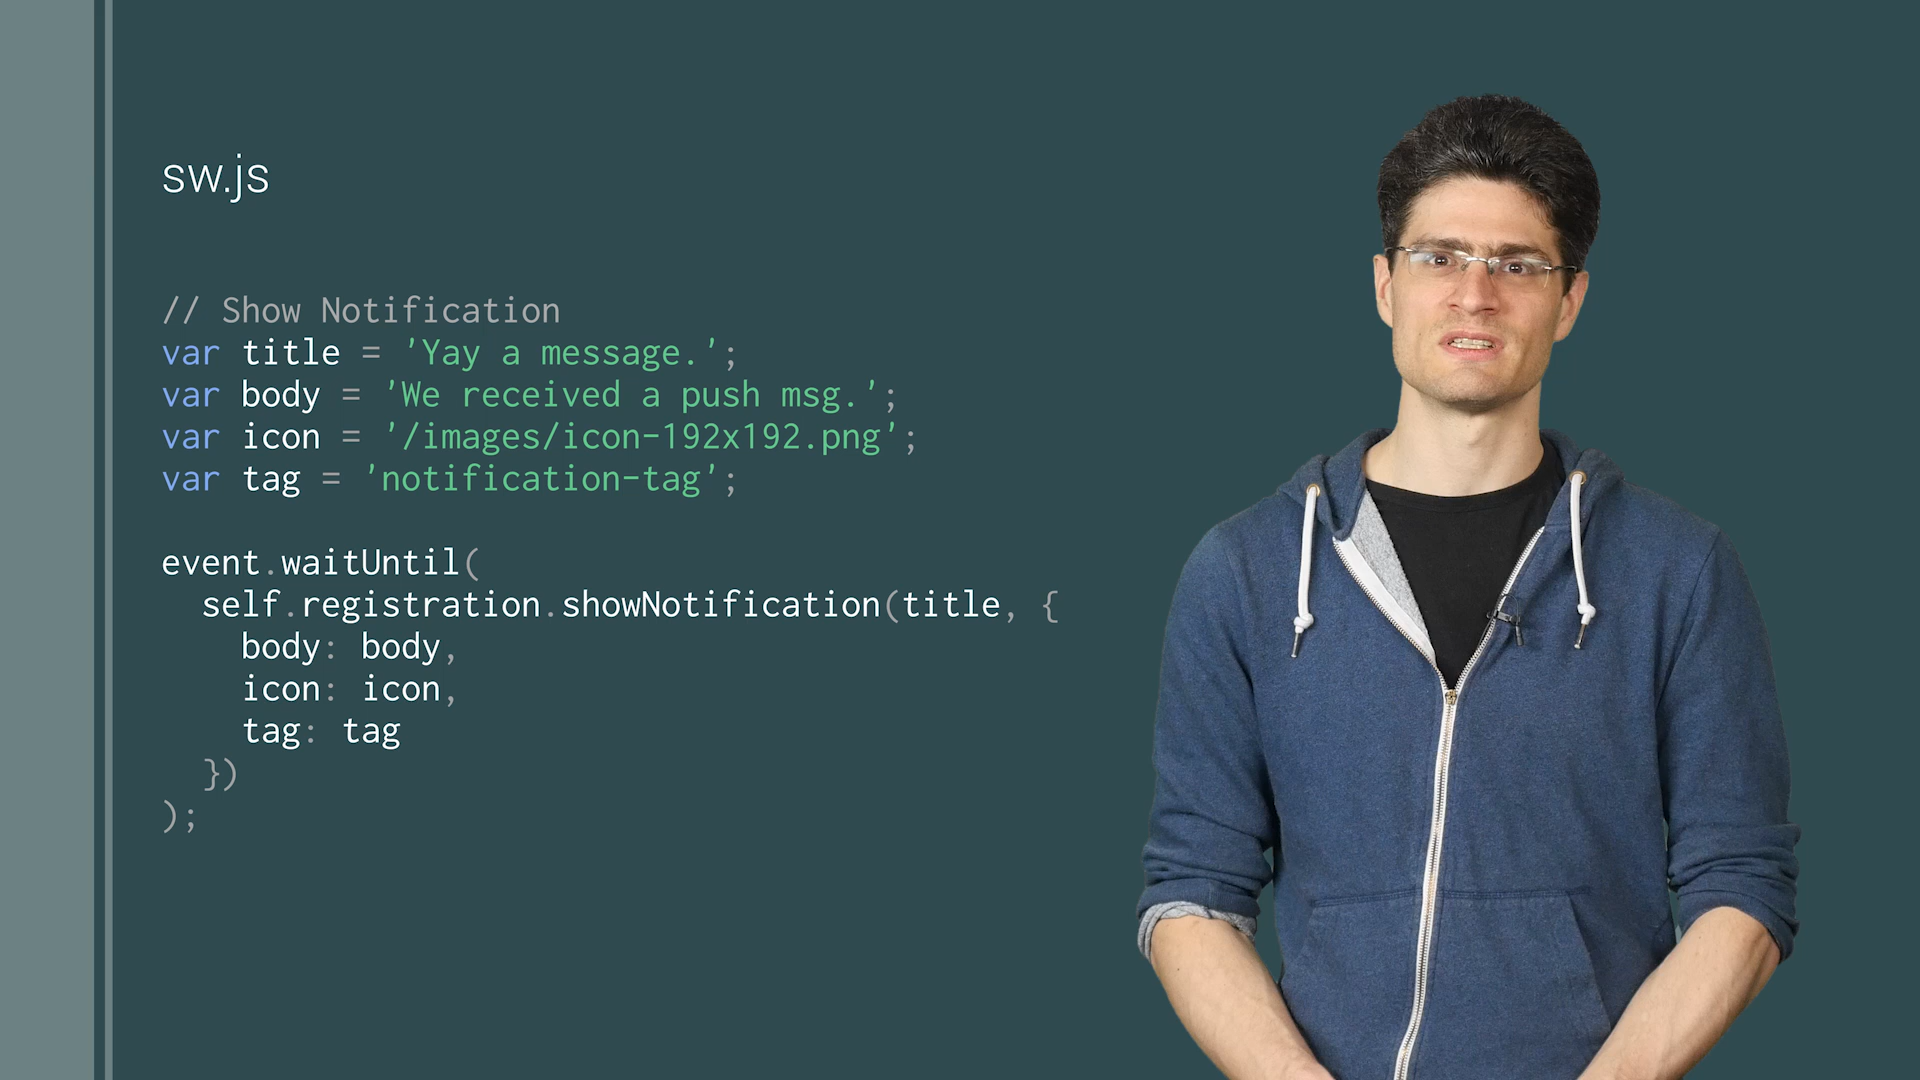 sw.js
// Show Notification
var title = 'Yay a message.';
var body = 'We received a push msg.';
var icon = '/images/icon-192x192.png';
var tag = 'notification-tag';
event.waitUntil(
  self.registration.showNotification(title, {
    body: body,
    icon: icon,
    tag: tag
  })
);